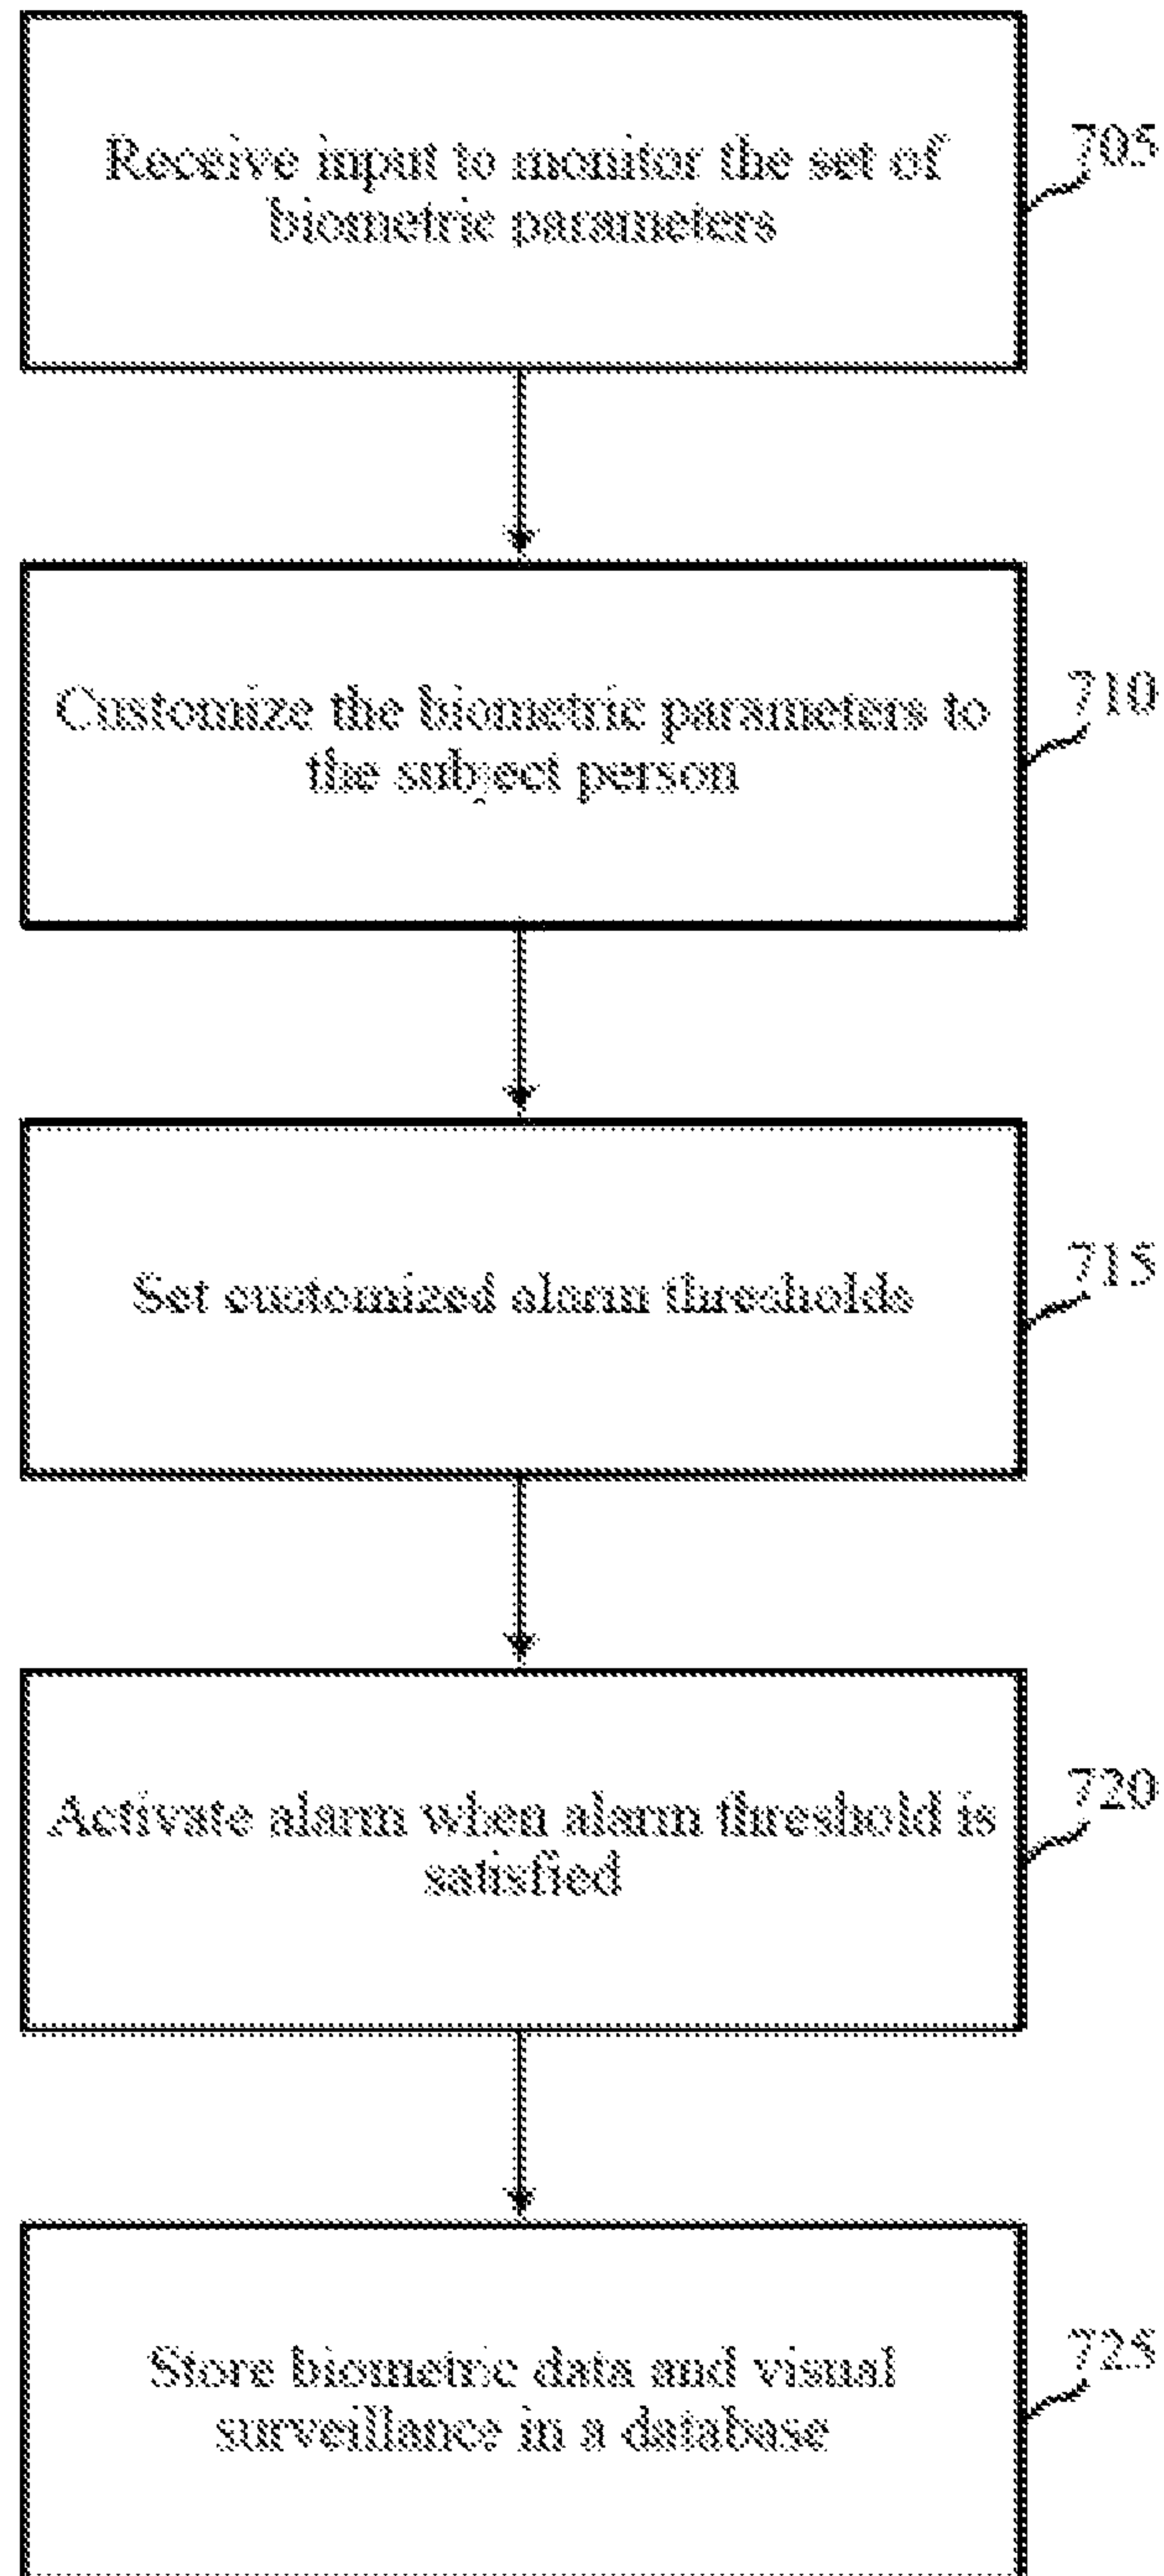 Receive input to monitor the set of
biometric parameters
705
Customize the biometric parameters to
the subject person
710
Set customized alarm thresholds
715
Activate alarm when alarm threshold is
satisfied
720
Store biometric data and visual
surveillance in a database
725